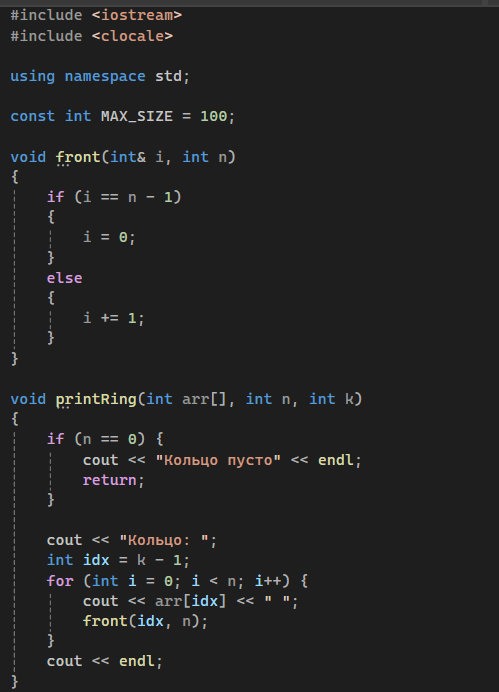 #include <iostream>
#include <clocale>
using namespace std;
const int MAX_SIZE = 100;
void front(int& i, int n)
{
if (i == n - 1)
{
i = 0;
}
else
{
i += 1;
}
}
void printRing(int arr[], int n, int k)
{
if (n == 0) {
cout << "Кольцо пусто" << endl;
return;
}
cout << "Кольцо: ";
int idx = k - 1;
for (int i = 0; i < n; i++) {
cout << arr[idx] << " ";
front(idx, n);
}
cout << endl;
}